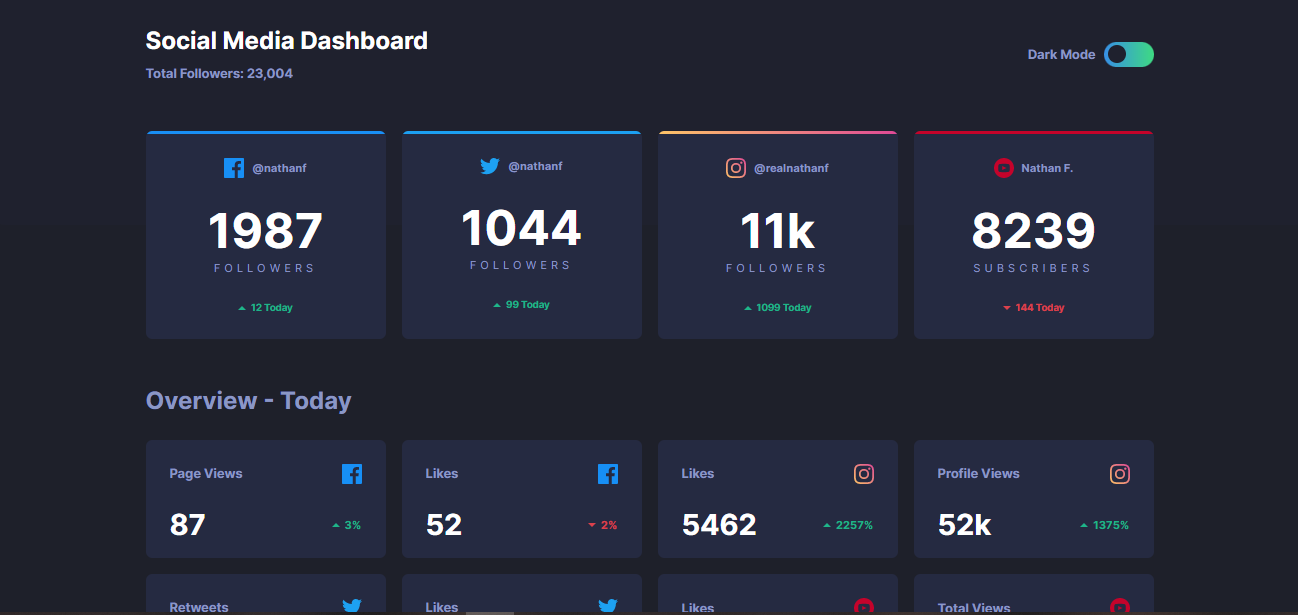 Social Media Dashboard
Total Followers: 23,004
Dark Mode
@nathanf
1987
FOLLOWERS
12 Today
@nathanf
1044
FOLLOWERS
99 Today
@realnathanf
11k
FOLLOWERS
1099 Today
Nathan F.
8239
SUBSCRIBERS
144 Today
Overview - Today
Page Views
87
3%
Likes
52
2%
Likes
5462
2257%
Profile Views
52k
1375%
Retweets
Likes
Likes
Total Views